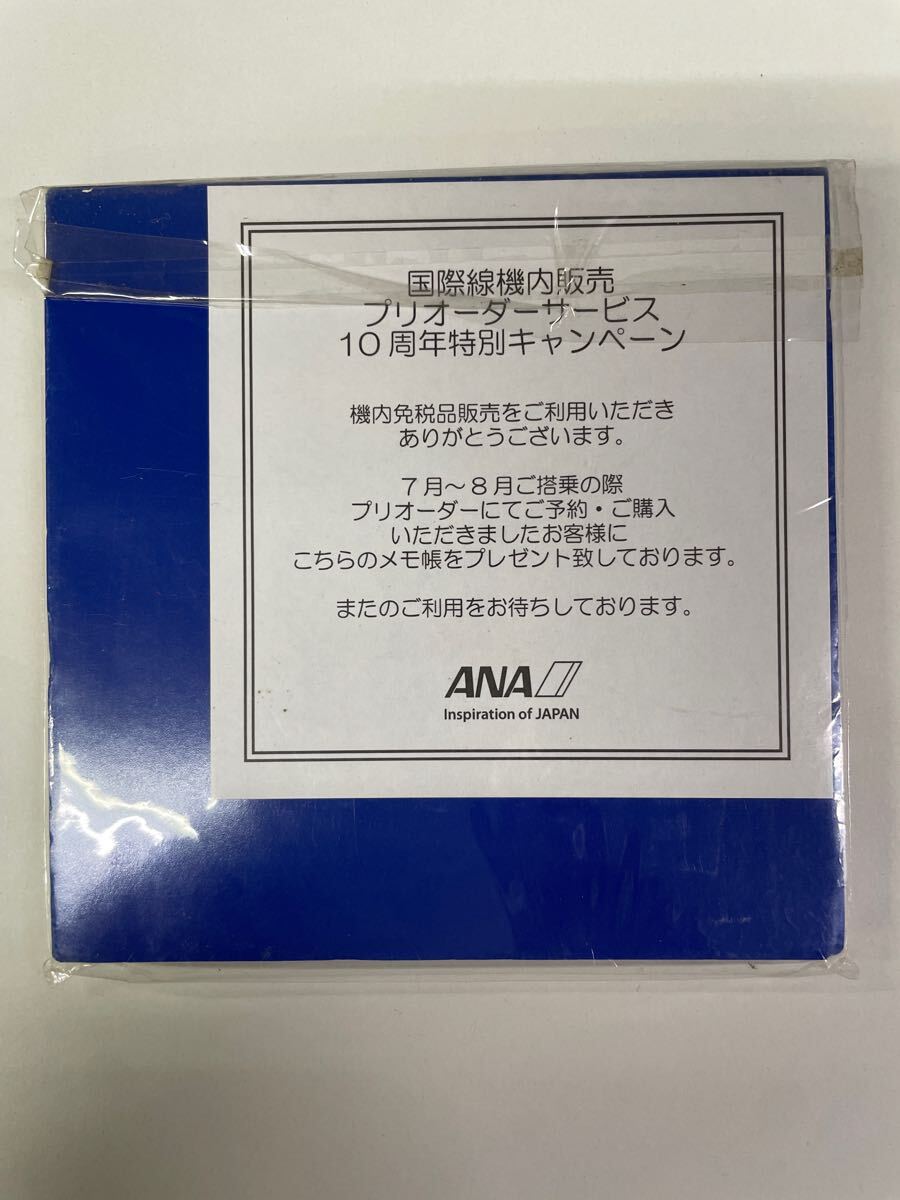 国際線機内販売
プリオーダーサービス
10周年特別キャンペーン
機内免税品販売をご利用いただき
ありがとうございます。
7月～8月ご搭乗の際
プリオーダーにてご予約・ご購入
いただきましたお客様に
こちらのメモ帳をプレゼント致しております。
またのご利用をお待ちしております。
ANA
Inspiration of JAPAN